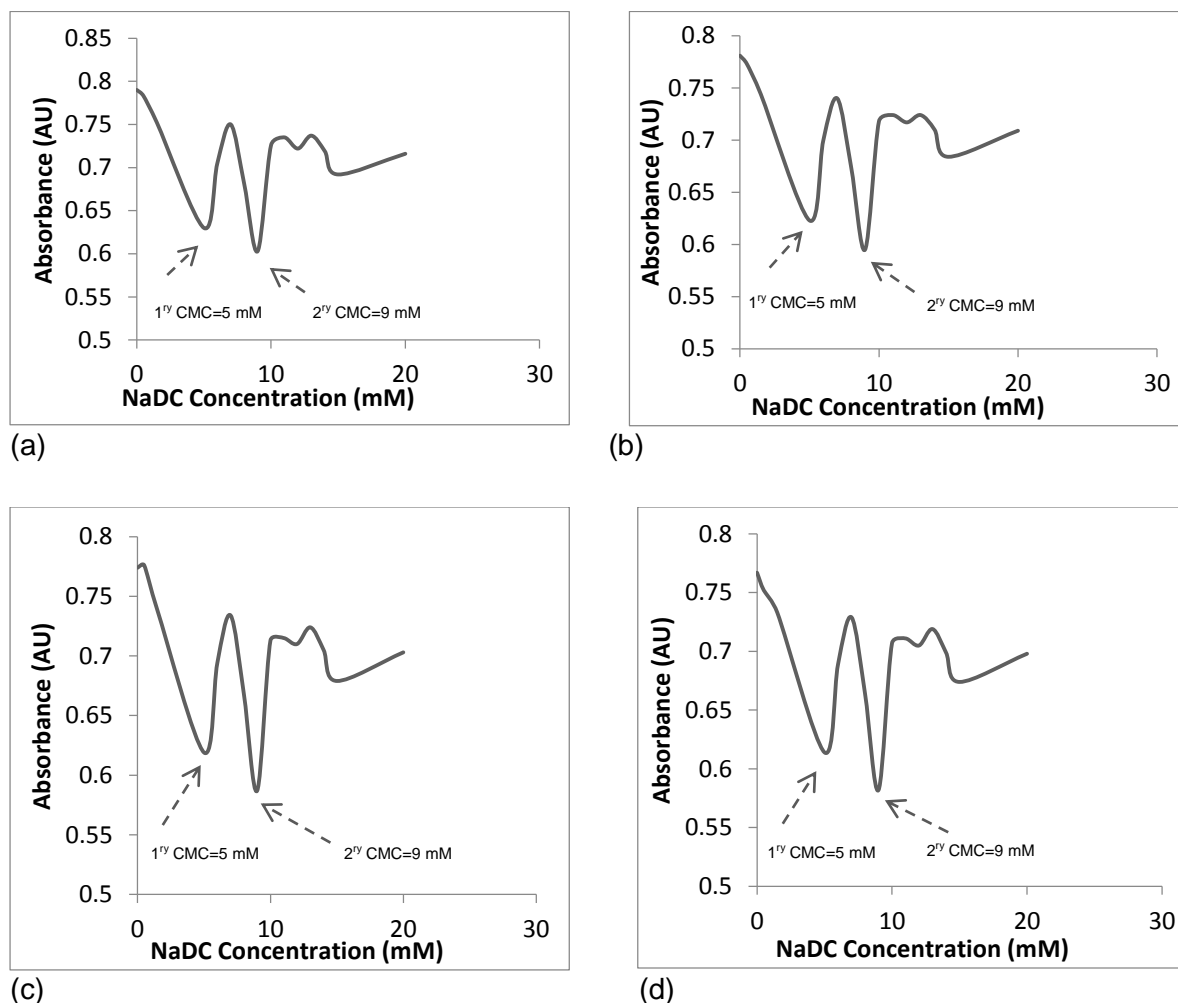 0.85
0.8
0.75
0.7
0.65
0.6
0.55
0.5
Absorbance (AU)
1ry CMC=5 mM
2ry CMC=9 mM
0 10 20 30
NaDC Concentration (mM)
(a)
0.8
0.75
0.7
0.65
0.6
0.55
0.5
Absorbance (AU)
1ry CMC=5 mM
2ry CMC=9 mM
0 10 20 30
NaDC Concentration (mM)
(b)
0.8
0.75
0.7
0.65
0.6
0.55
0.5
Absorbance (AU)
1ry CMC=5 mM
2ry CMC=9 mM
0 10 20 30
NaDC Concentration (mM)
(c)
0.8
0.75
0.7
0.65
0.6
0.55
0.5
Absorbance (AU)
1ry CMC=5 mM
2ry CMC=9 mM
0 10 20 30
NaDC Concentration (mM)
(d)